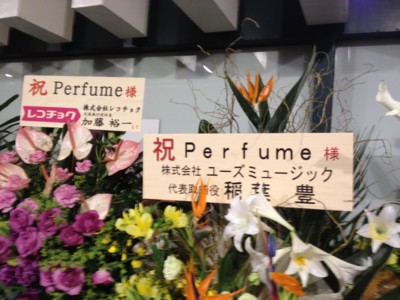 祝 Perfume 様
レコチョク
株式会社レコチョク
加藤 裕一
祝 Perfume 様
株式会社 ユーズミュージック
代表取締役 稲葉 豊